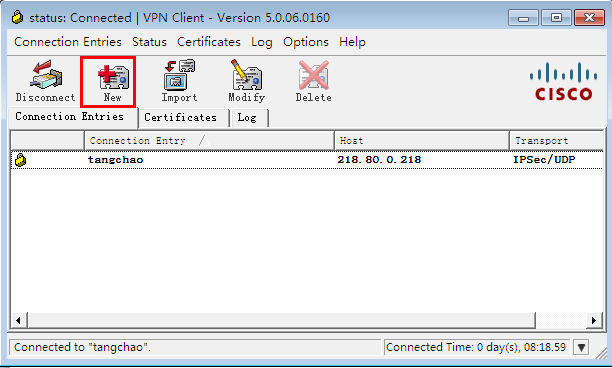 status: Connected | VPN Client - Version 5.0.06.0160
Connection Entries Status Certificates Log Options Help
Disconnect New Import Modify Delete
CISCO
Connection Entries Certificates Log
Connection Entry / Host Transport
tangchao 218.80.0.218 IPSec/UDP
Connected to "tangchao". Connected Time: 0 day(s), 08:18.59